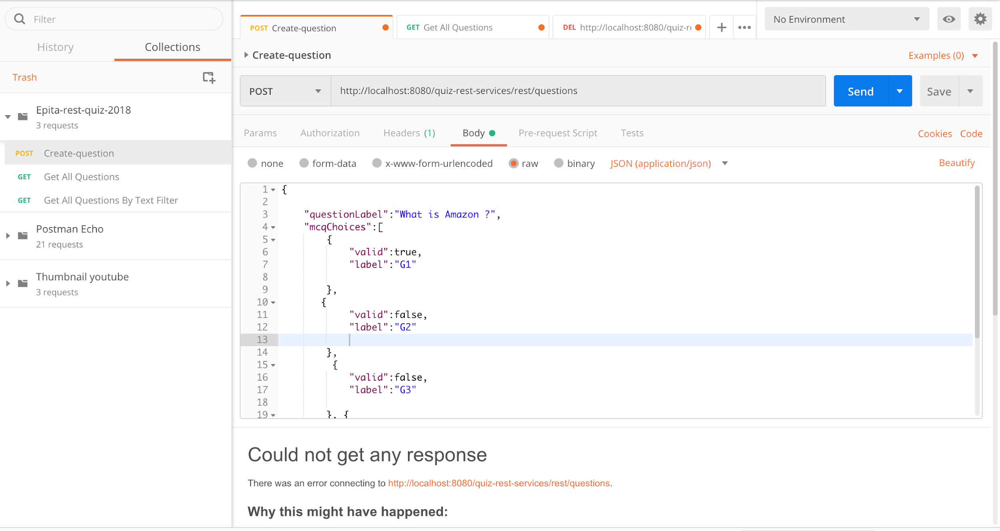 Filter
History Collections
Trash
Epita-rest-quiz-2018
3 requests
POST Create-question
GET Get All Questions
GET Get All Questions By Text Filter
Postman Echo
21 requests
Thumbnail youtube
3 requests
POST Create-question GET Get All Questions DEL http://localhost:8080/quiz-r
No Environment
Create-question Examples (0)
POST http://localhost:8080/quiz-rest-services/rest/questions Send Save
Params Authorization Headers (1) Body Pre-request Script Tests Cookies Code
none form-data x-www-form-urlencoded raw binary JSON (application/json) Beautify
1 {
2
3 "questionLabel":"What is Amazon ?",
4 "mcqChoices":[
5 {
6 "valid":true,
7 "label":"G1"
8
9 },
10 {
11 "valid":false,
12 "label":"G2"
13
14 },
15 {
16 "valid":false,
17 "label":"G3"
18
19 }, {
Could not get any response
There was an error connecting to http://localhost:8080/quiz-rest-services/rest/questions.
Why this might have happened: